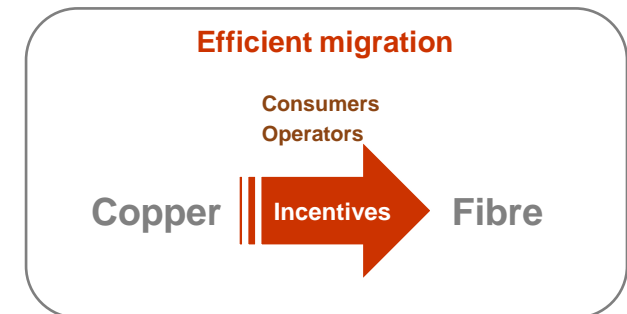 Efficient migration
Consumers
Operators
Copper Incentives Fibre